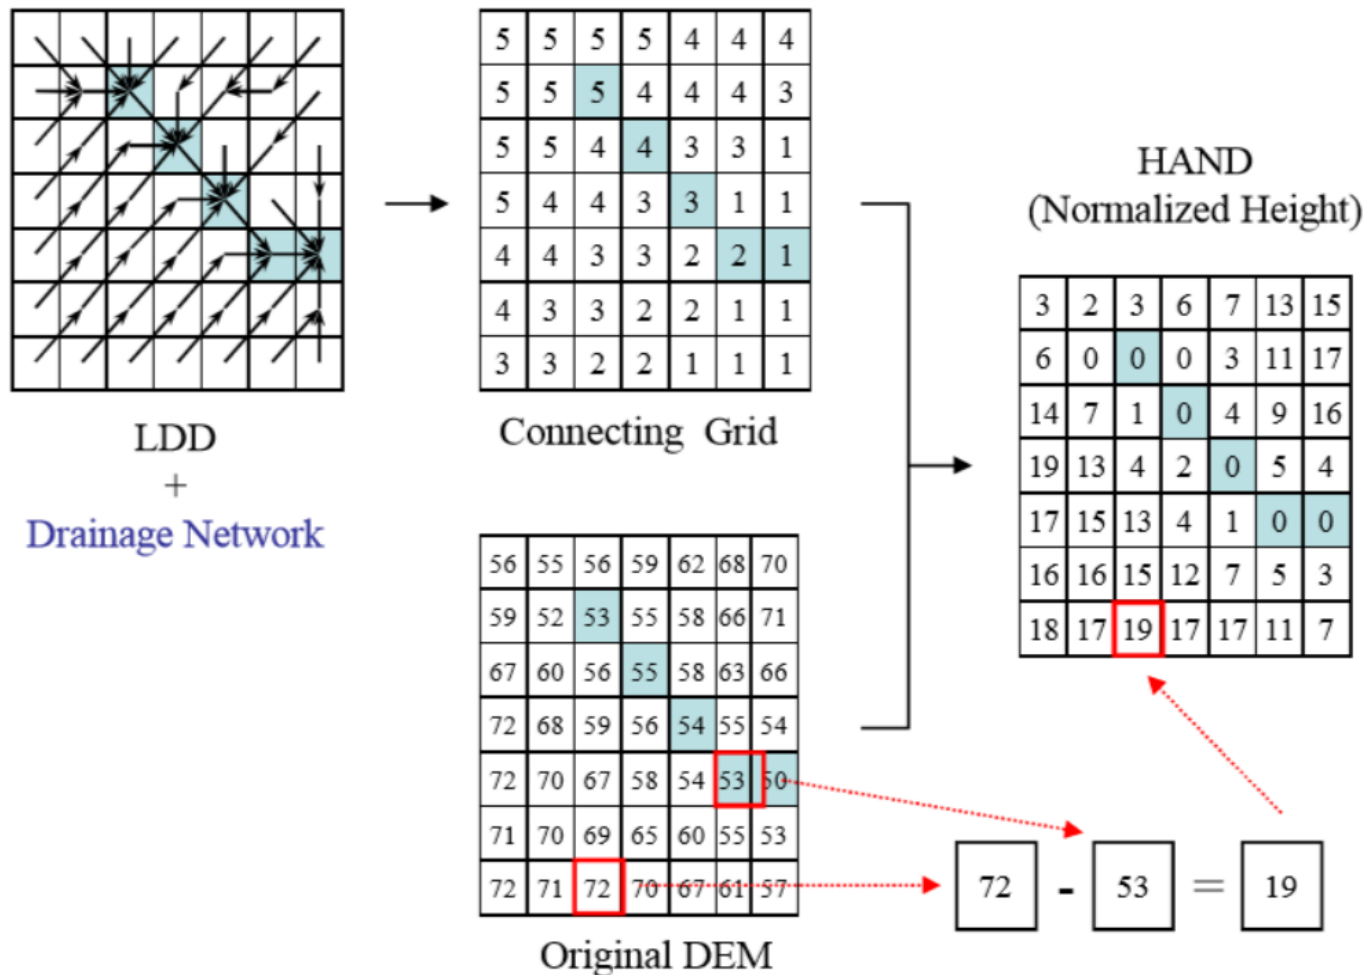 5 5 5 5 4 4 4
5 5 5 4 4 4 3
5 5 4 4 3 3 1
5 4 4 3 3 1 1
4 4 3 3 2 2 1
4 3 3 2 2 1 1
3 3 2 2 1 1 1
Connecting Grid
LDD
+
Drainage Network
56 55 56 59 62 68 70
59 52 53 55 58 66 71
67 60 56 55 58 63 66
72 68 59 56 54 55 54
72 70 67 58 54 53 50
71 70 69 65 60 55 53
72 71 72 70 67 61 57
Original DEM
HAND
(Normalized Height)
3 2 3 6 7 13 15
6 0 0 0 3 11 17
14 7 1 0 4 9 16
19 13 4 2 0 5 4
17 15 13 4 1 0 0
16 16 15 12 7 5 3
18 17 19 17 17 11 7
72 - 53 = 19